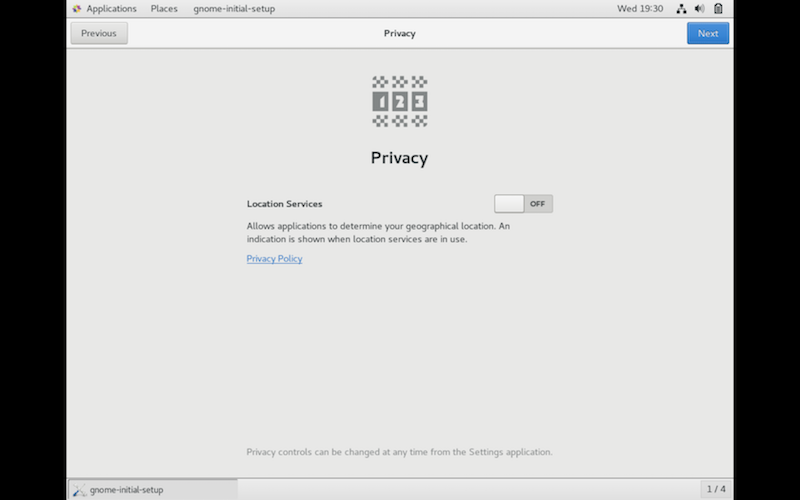 Applications Places gnome-initial-setup Wed 19:30
Previous Privacy Next
1 2 3
Privacy
Location Services OFF
Allows applications to determine your geographical location. An
indication is shown when location services are in use.
Privacy Policy
Privacy controls can be changed at any time from the Settings application.
gnome-initial-setup 1 / 4